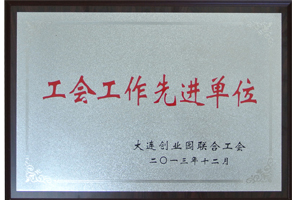 工会工作先进单位
大连创业园联合工会
二〇一三年十二月